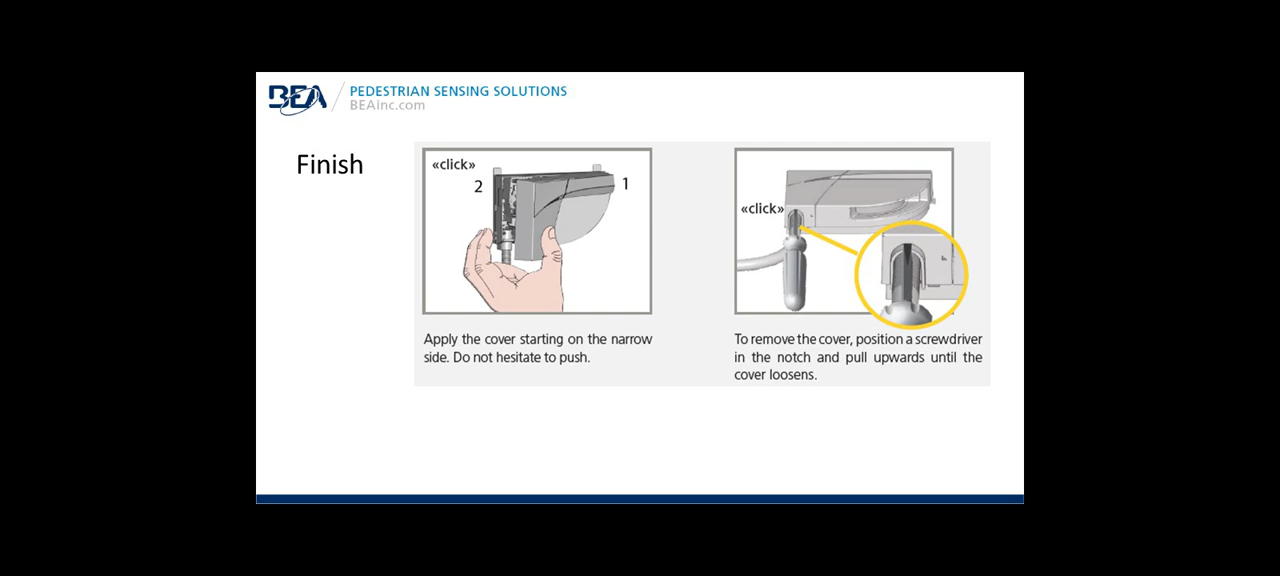 BEA
PEDESTRIAN SENSING SOLUTIONS
BEAinc.com
Finish
«click»
2
1
Apply the cover starting on the narrow
side. Do not hesitate to push.
«click»
To remove the cover, position a screwdriver
in the notch and pull upwards until the
cover loosens.